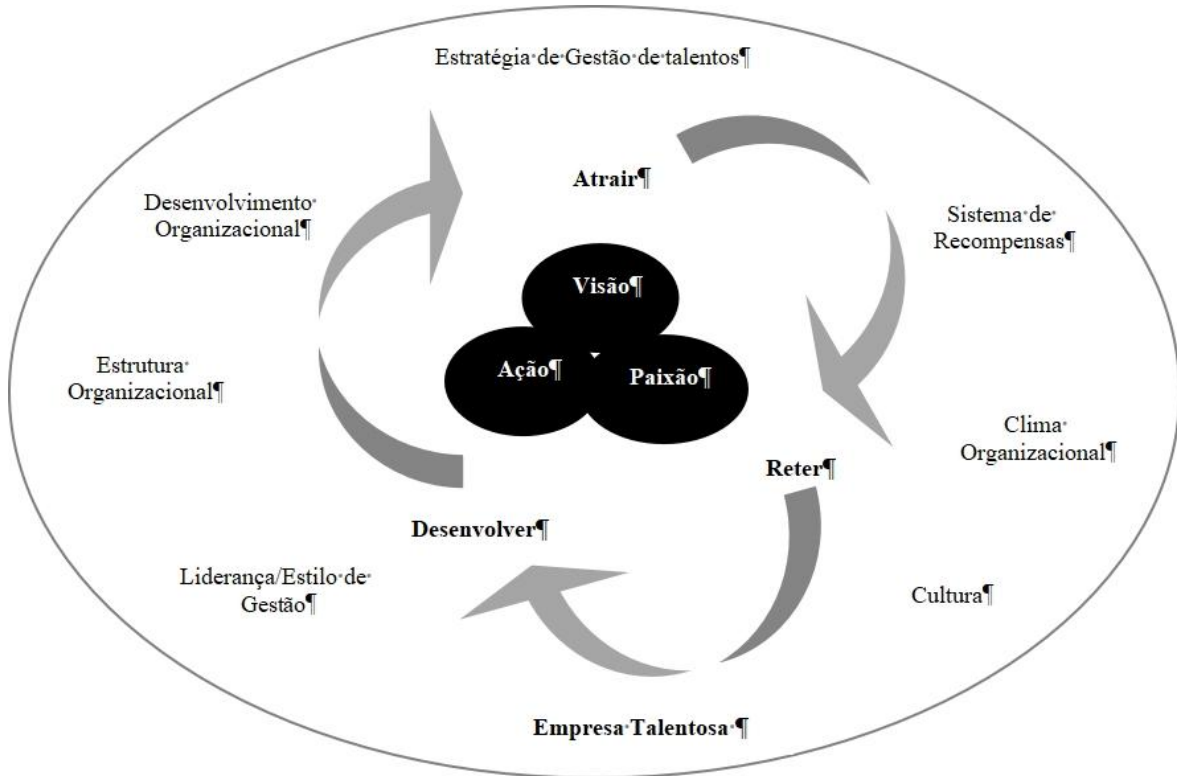 Estratégia de Gestão de talentos¶
Atrair¶
Desenvolvimento
Organizacional¶
Sistema de
Recompensas¶
Visão¶
Ação¶
Paixão¶
Estrutura
Organizacional¶
Clima
Organizacional¶
Reter¶
Desenvolver¶
Liderança/Estilo de
Gestão¶
Cultura¶
Empresa Talentosa ¶